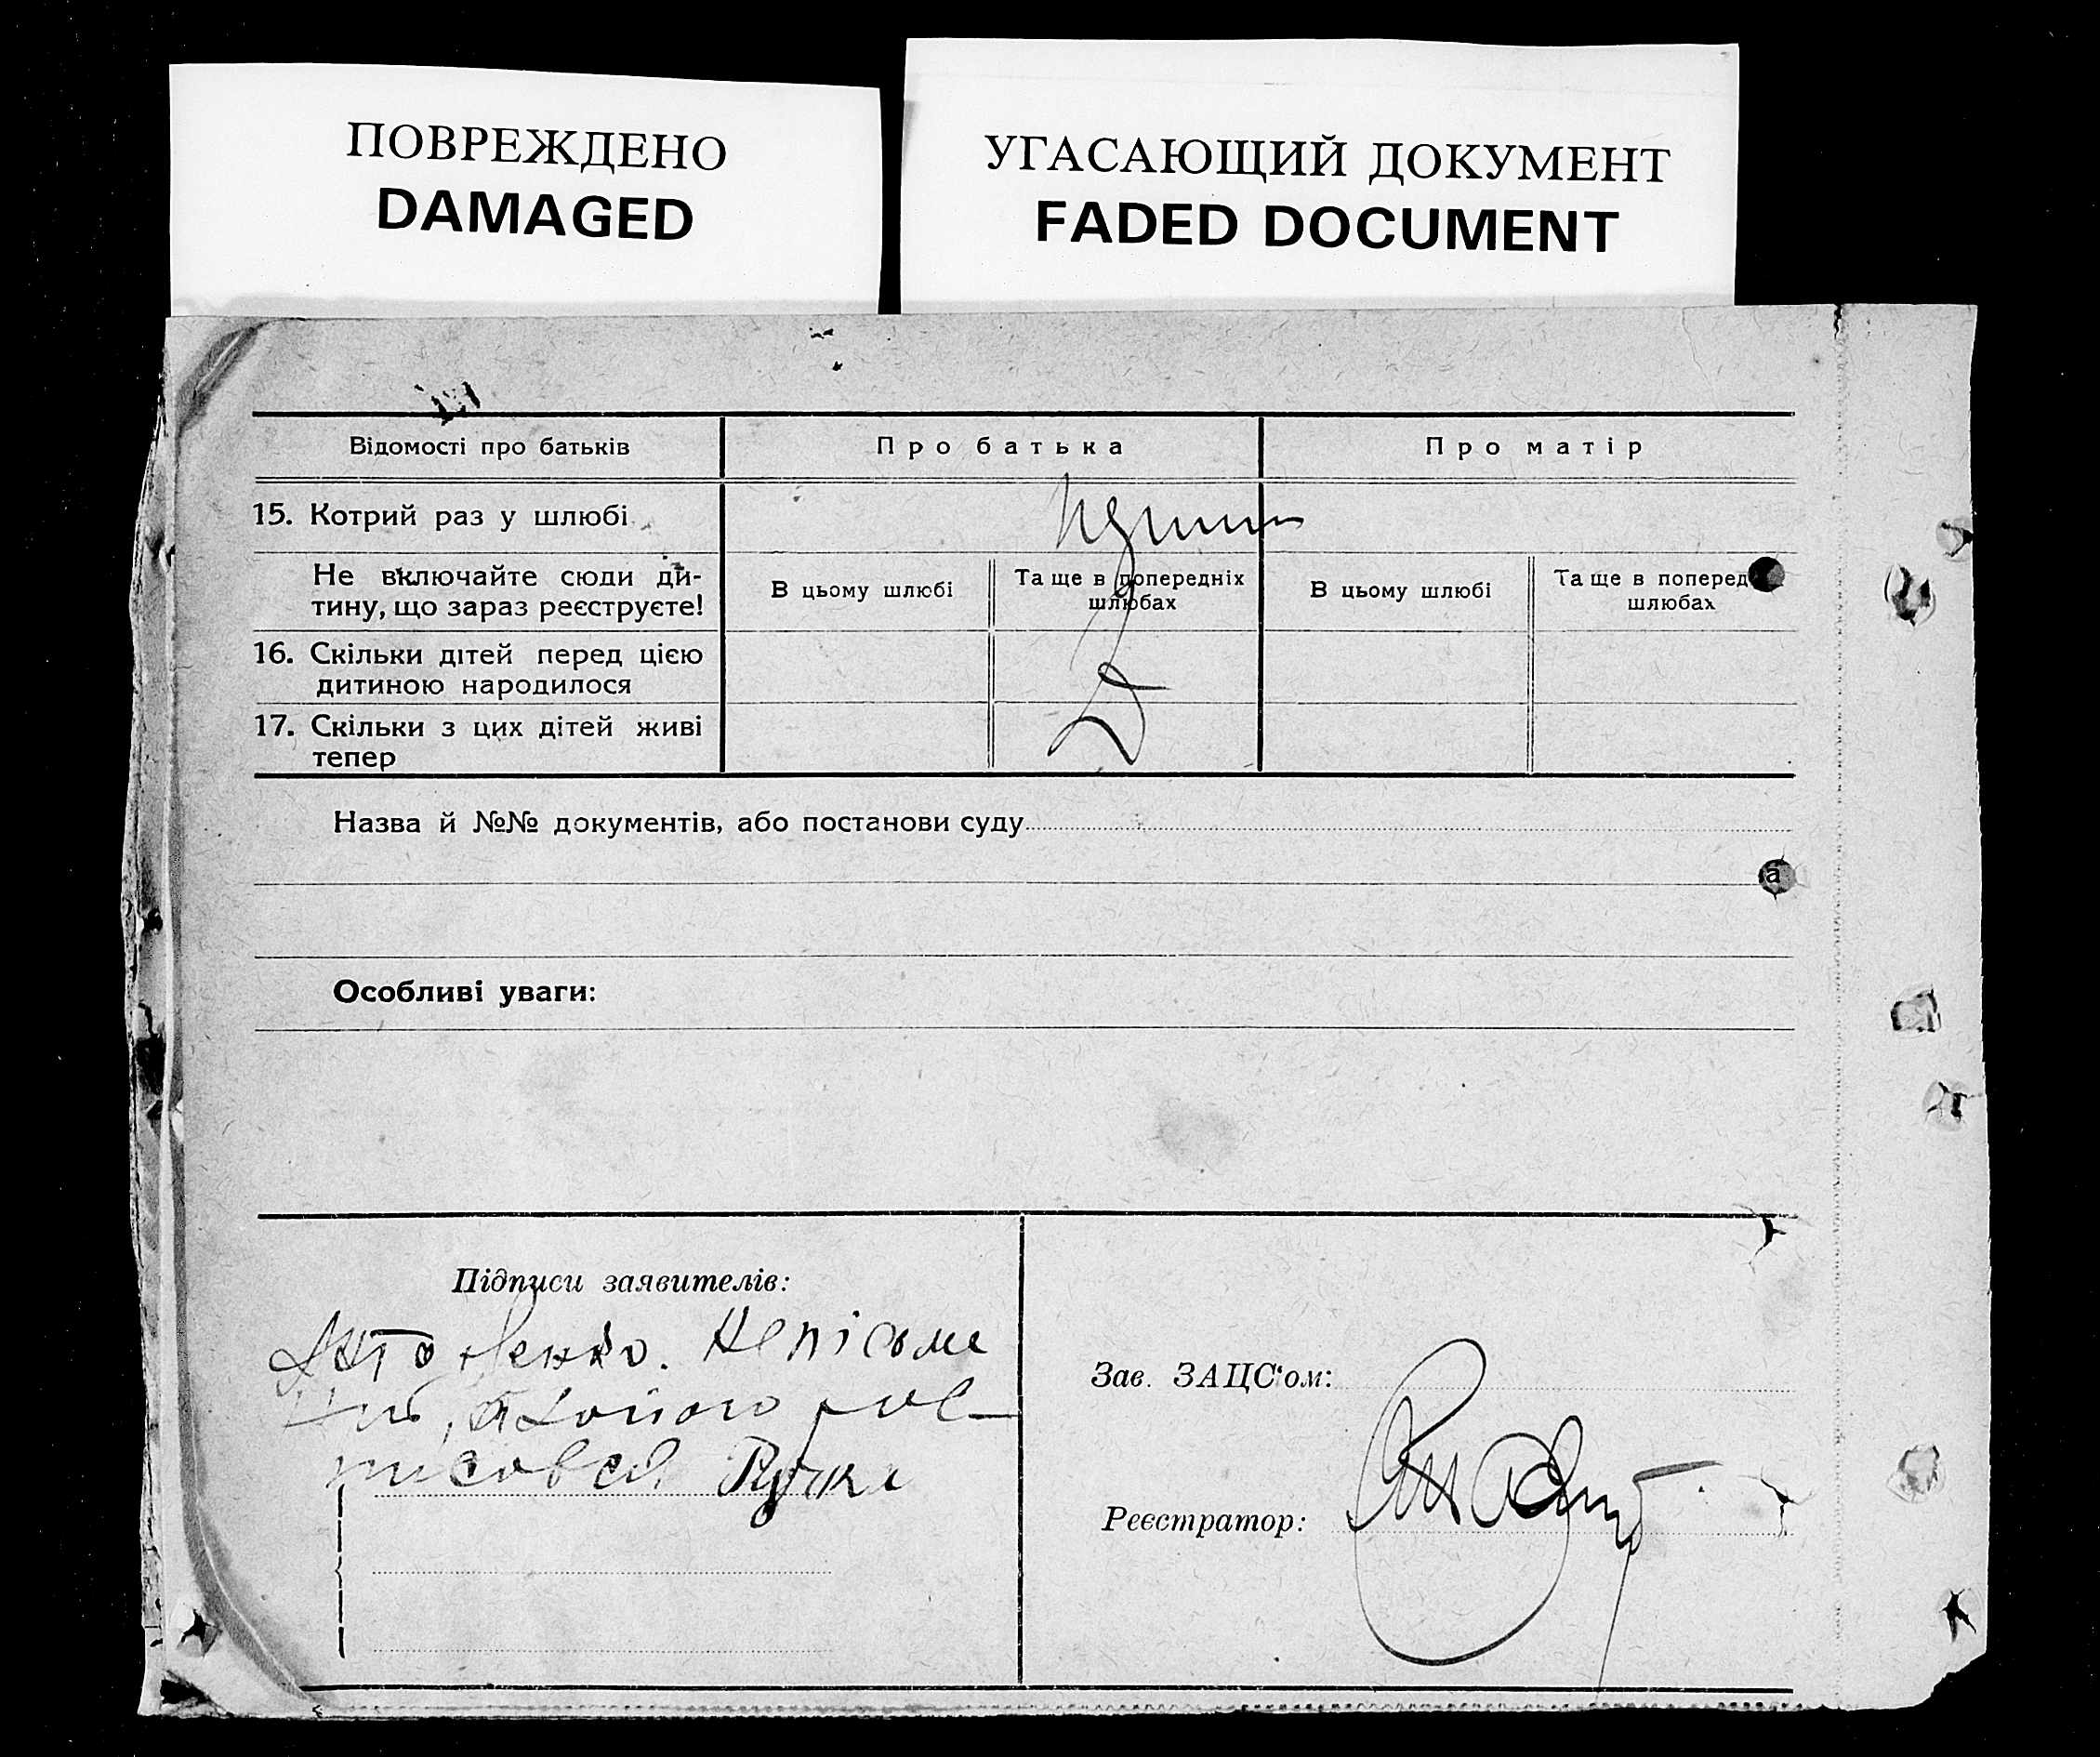 ПОВРЕЖДЕНО
DAMAGED
УГАСАЮЩИЙ ДОКУМЕНТ
FADED DOCUMENT
Відомості про батьків
Про батька
Про матір
15. Котрий раз у шлюбі
Не включайте сюди ди-
тину, що зараз реєструєте!
В цьому шлюбі
Та ще в попередніх
шлюбах
В цьому шлюбі
Та ще в поперед
шлюбах
16. Скільки дітей перед цією
дитиною народилося
17. Скільки з цих дітей живі
тепер
Назва й №№ документів, або постанови суду
а
Особливі уваги:
Підписи заявителів:
непісьме
Зав. ЗАЦС'ом:
Реєстратор: